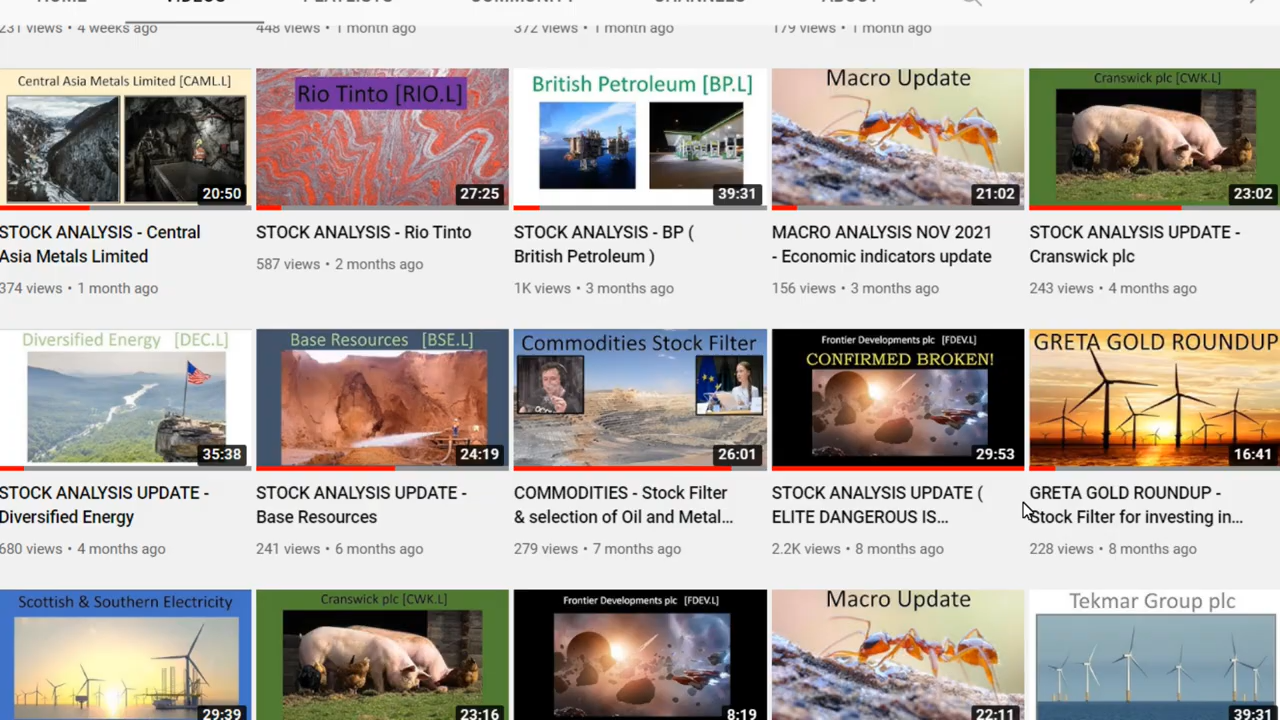 HOME VIDEOS PLAYLISTS COMMUNITY CHANNELS ABOUT
231 views • 4 weeks ago
448 views • 1 month ago
372 views • 1 month ago
179 views • 1 month ago
Central Asia Metals Limited [CAML.L]
20:50
STOCK ANALYSIS - Central
Asia Metals Limited
374 views • 1 month ago
Rio Tinto [RIO.L]
27:25
STOCK ANALYSIS - Rio Tinto
587 views • 2 months ago
British Petroleum [BP.L]
39:31
STOCK ANALYSIS - BP (
British Petroleum )
1K views • 3 months ago
Macro Update
21:02
MACRO ANALYSIS NOV 2021
- Economic indicators update
156 views • 3 months ago
Cranswick plc [CWK.L]
23:02
STOCK ANALYSIS UPDATE -
Cranswick plc
243 views • 4 months ago
Diversified Energy [DEC.L]
35:38
STOCK ANALYSIS UPDATE -
Diversified Energy
680 views • 4 months ago
Base Resources [BSE.L]
24:19
STOCK ANALYSIS UPDATE -
Base Resources
241 views • 6 months ago
Commodities Stock Filter
26:01
COMMODITIES - Stock Filter
& selection of Oil and Metal...
279 views • 7 months ago
Frontier Developments plc [FDEV.L]
CONFIRMED BROKEN!
29:53
STOCK ANALYSIS UPDATE (
ELITE DANGEROUS IS...
2.2K views • 8 months ago
GRETA GOLD ROUNDUP
16:41
GRETA GOLD ROUNDUP -
Stock Filter for investing in...
228 views • 8 months ago
Scottish & Southern Electricity
29:39
Cranswick plc [CWK.L]
23:16
Frontier Developments plc [FDEV.L]
8:19
Macro Update
22:11
Tekmar Group plc
39:31